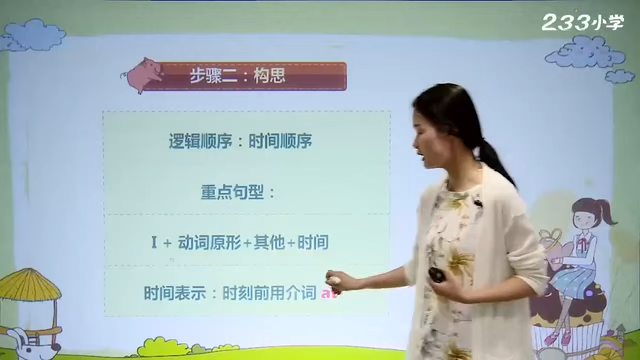 233小学
步骤二：构思
逻辑顺序：时间顺序
重点句型：
I + 动词原形+其他+时间
时间表示：时刻前用介词 at